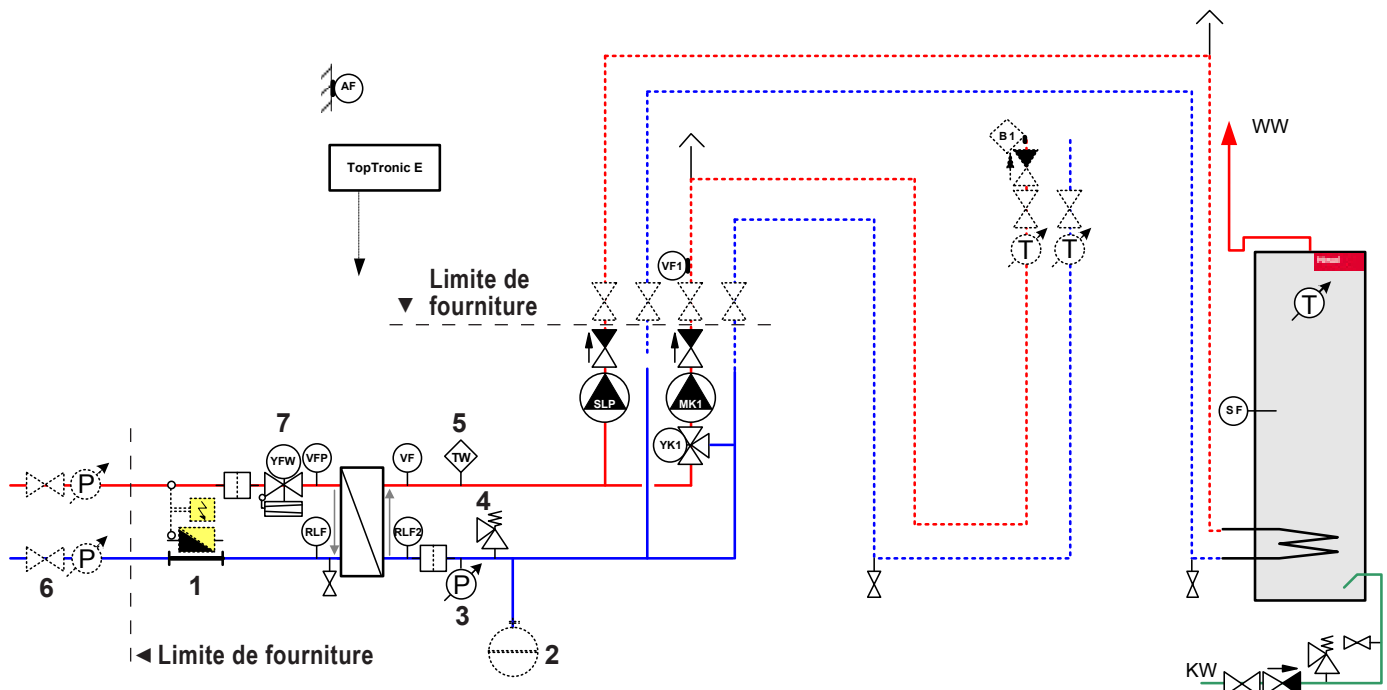 AF
WW
B1
TopTronic E
T
T
VF1
Limite de
fourniture
T
SLP
MK1
SF
7
5
YK1
YFW
VFP
VF
TW
P
4
RLF
RLF2
P
6
1
P
3
2
Limite de fourniture
KW